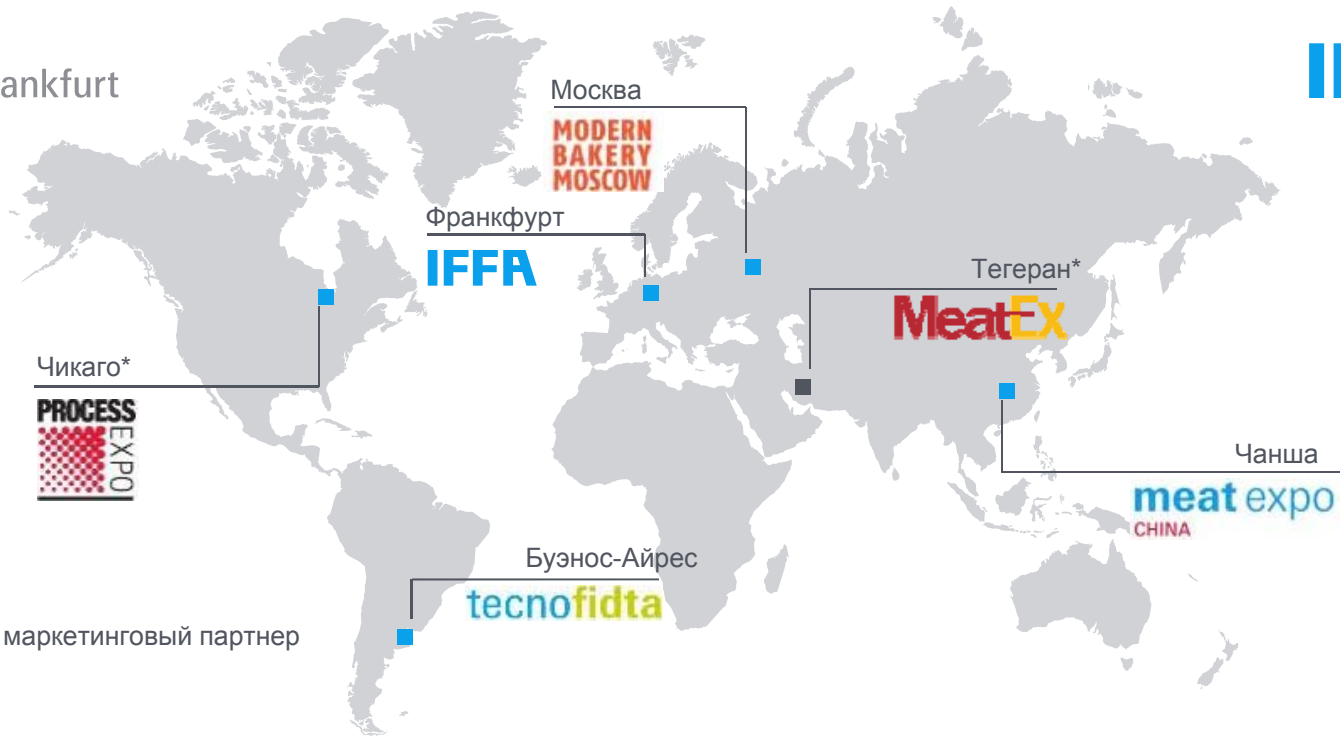 ankfurt
Москва
MODERN
BAKERY
MOSCOW
Франкфурт
IFFA
Тегеран*
MeatEx
Чикаго*
PROCESS
EXPO
Чанша
meat expo
CHINA
Буэнос-Айрес
tecnofidta
маркетинговый партнер